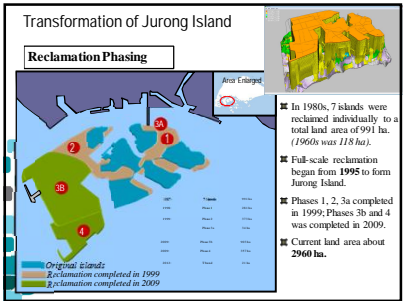 Transformation of Jurong Island
Reclamation Phasing
Area Enlarged
3A
1
2
3B
4
Original islands
Reclamation completed in 1999
Reclamation completed in 2009
In 1980s, 7 islands were
reclaimed individually to a
total land area of 991 ha.
(1960s was 118 ha).
Full-scale reclamation
began from 1995 to form
Jurong Island.
Phases 1, 2, 3a completed
in 1999; Phases 3b and 4
was completed in 2009.
Current land area about
2960 ha.